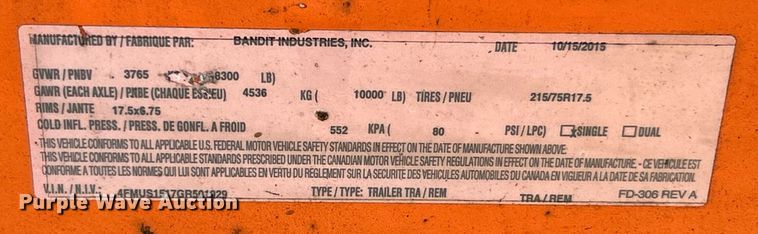 MANUFACTURED BY / FABRIQUE PAR: BANDIT INDUSTRIES, INC. DATE 10/15/2015
GVWR / PNBV 3765 8300 LB)
GAWR (EACH AXLE) / PNBE (CHAQUE ESSIEU) 4536 KG ( 10000 LB) TIRES / PNEU 215/75R17.5
RIMS / JANTE 17.5x6.75
COLD INFL. PRESS. / PRESS. DE GONFL. A FROID 552 KPA ( 80 PSI / LPC) SINGLE DUAL
- THIS VEHICLE CONFORMS TO ALL APPLICABLE U.S. FEDERAL MOTOR VEHICLE SAFETY STANDARDS IN EFFECT ON THE DATE OF MANUFACTURE SHOWN ABOVE.
- THIS VEHICLE CONFORMS TO ALL APPLICABLE STANDARDS PRESCRIBED UNDER THE CANADIAN MOTOR VEHICLE SAFETY REGULATIONS IN EFFECT ON THE DATE OF MANUFACTURE. - CE VEHICULE EST
CONFORME A TOUTES LES NORMES QUI LUI SONT APPLICABLES EN VERTU DU REGLEMENT SUR LA SECURITE DES VEHICULES AUTOMOBILES DU CANADA EN VIGUEUR A LA DATE DE SA FABRICATION.
V.I.N. / N.I.V.: 4FMUS1517GR501929 TYPE / TYPE: TRAILER TRA / REM TRA / REM FD-306 REV A
Purple Wave Auction